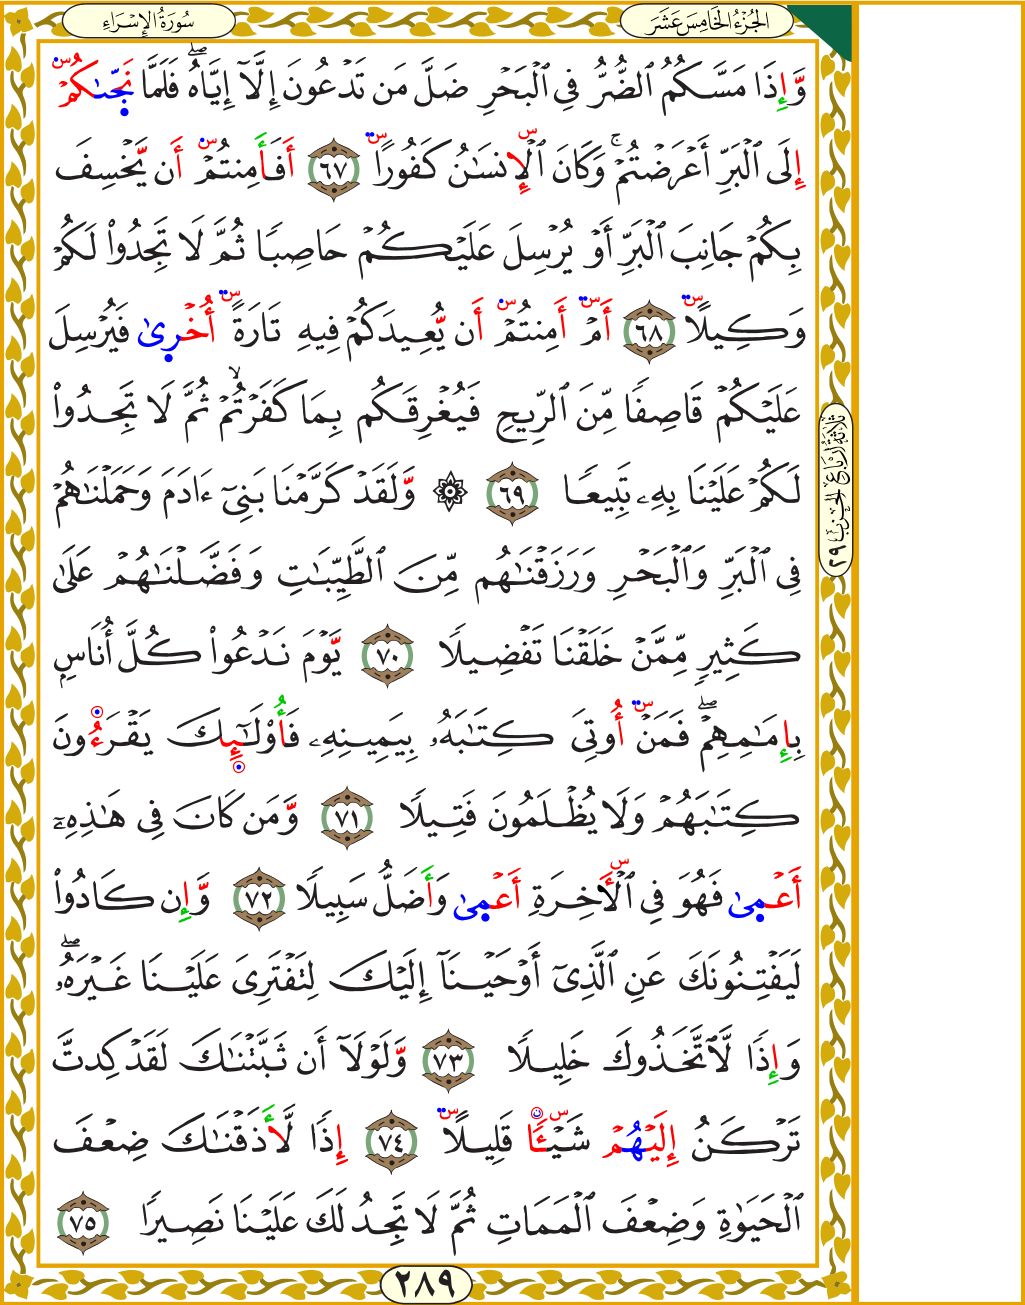 سُورَةُ الإِسْرَاءِ
الجُزْءُ الخَامِسَ عَشَرَ
وَّإِذَا مَسَّكُمُ ٱلضُّرُّ فِي ٱلۡبَحۡرِ ضَلَّ مَن تَدۡعُونَ إِلَّآ إِيَّاهُۖ فَلَمَّا نَجَّىٰكُمۡ
إِلَى ٱلۡبَرِّ أَعۡرَضۡتُمۡۚ وَكَانَ ٱلۡإِنسَٰنُ كَفُورًا ٦٧ أَفَأَمِنتُمۡ أَن يَّخۡسِفَ
بِكُمۡ جَانِبَ ٱلۡبَرِّ أَوۡ يُرۡسِلَ عَلَيۡكُمۡ حَاصِبٗا ثُمَّ لَا تَجِدُواْ لَكُمۡ
وَكِيلًا ٦٨ أَمۡ أَمِنتُمۡ أَن يُّعِيدَكُمۡ فِيهِ تَارَةً أُخۡرَىٰ فَيُرۡسِلَ
عَلَيۡكُمۡ قَاصِفٗا مِّنَ ٱلرِّيحِ فَيُغۡرِقَكُم بِمَا كَفَرۡتُمۡ ۙ ثُمَّ لَا تَجِدُواْ
لَكُمۡ عَلَيۡنَا بِهِۦ تَبِيعٗا ٦٩ ۞ وَّلَقَدۡ كَرَّمۡنَا بَنِيٓ ءَادَمَ وَحَمَلۡنَٰهُمۡ
فِي ٱلۡبَرِّ وَٱلۡبَحۡرِ وَرَزَقۡنَٰهُم مِّنَ ٱلطَّيِّبَٰتِ وَفَضَّلۡنَٰهُمۡ عَلَىٰ
كَثِيرٖ مِّمَّنۡ خَلَقۡنَا تَفۡضِيلٗا ٧٠ يَّوۡمَ نَدۡعُواْ كُلَّ أُنَاسِۭ
بِإِمَٰمِهِمۡۖ فَمَنۡ أُوتِيَ كِتَٰبَهُۥ بِيَمِينِهِۦ فَأُوْلَٰٓئِكَ يَقۡرَءُونَ
كِتَٰبَهُمۡ وَلَا يُظۡلَمُونَ فَتِيلٗا ٧١ وَّمَن كَانَ فِي هَٰذِهِۦٓ
أَعۡمَىٰ فَهُوَ فِي ٱلۡأَخِرَةِ أَعۡمَىٰ وَأَضَلُّ سَبِيلٗا ٧٢ وَّإِن كَادُواْ
لَيَفۡتِنُونَكَ عَنِ ٱلَّذِيٓ أَوۡحَيۡنَآ إِلَيۡكَ لِتَفۡتَرِيَ عَلَيۡنَا غَيۡرَهُۥۖ
وَإِذٗا لَّٱتَّخَذُوكَ خَلِيلٗا ٧٣ وَّلَوۡلَآ أَن ثَبَّتۡنَٰكَ لَقَدۡ كِدتَّ
تَرۡكَنُ إِلَيۡهُمۡ شَيۡـًٔا قَلِيلًا ٧٤ إِذٗا لَّأَذَقۡنَٰكَ ضِعۡفَ
ٱلۡحَيَوٰةِ وَضِعۡفَ ٱلۡمَمَاتِ ثُمَّ لَا تَجِدُ لَكَ عَلَيۡنَا نَصِيرٗا ٧٥
ثَلَاثَةُ أَرْبَاعِ الحِزْبِ ٢٩
٢٨٩